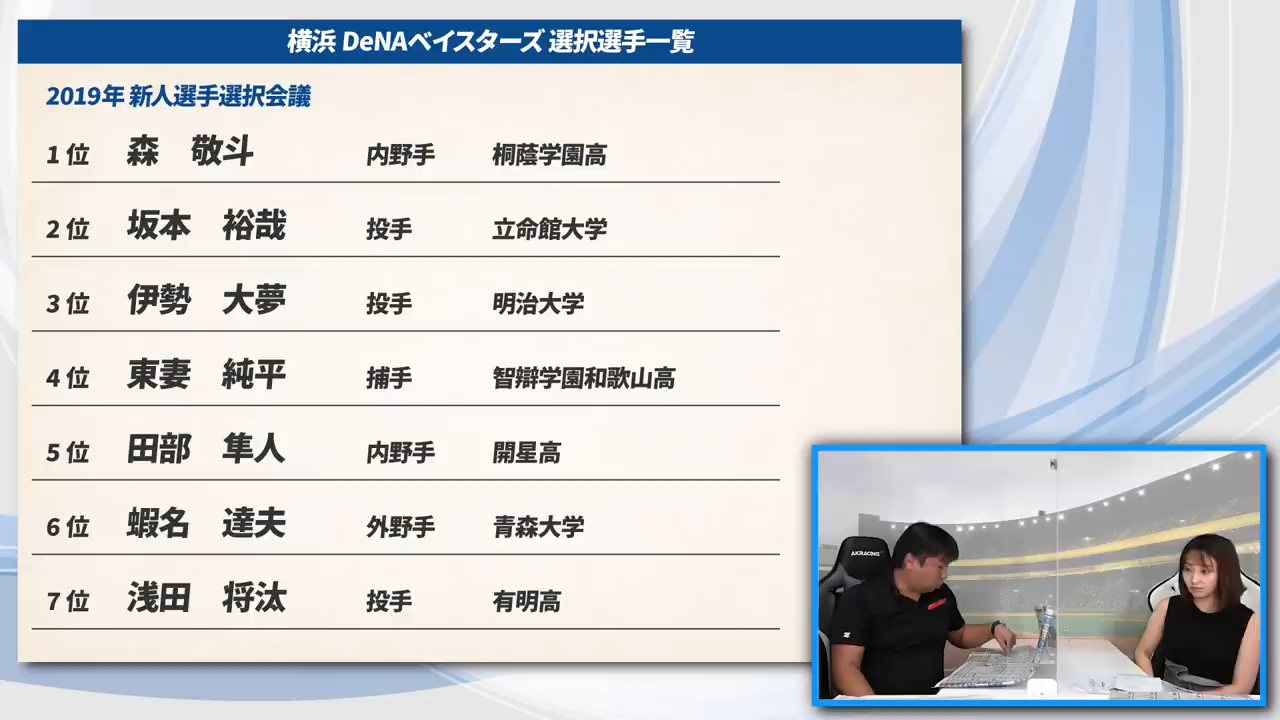 横浜 DeNAベイスターズ 選択選手一覧
2019年 新人選手選択会議
1位 森 敬斗 内野手 桐蔭学園高
2位 坂本 裕哉 投手 立命館大学
3位 伊勢 大夢 投手 明治大学
4位 東妻 純平 捕手 智辯学園和歌山高
5位 田部 隼人 内野手 開星高
6位 蝦名 達夫 外野手 青森大学
7位 浅田 将汰 投手 有明高
AKRACING